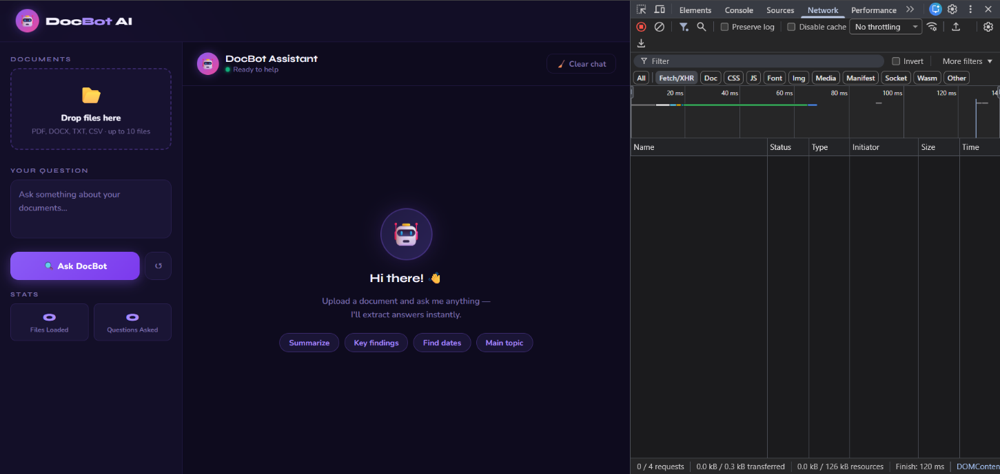 DocBot AI
DOCUMENTS
Drop files here
PDF, DOCX, TXT, CSV · up to 10 files
YOUR QUESTION
Ask something about your
documents...
Ask DocBot
STATS
0
Files Loaded
0
Questions Asked
DocBot Assistant
Ready to help
Clear chat
Hi there!
Upload a document and ask me anything —
I'll extract answers instantly.
Summarize
Key findings
Find dates
Main topic
Elements Console Sources Network Performance
Preserve log Disable cache No throttling
Filter Invert More filters
All Fetch/XHR Doc CSS JS Font Img Media Manifest Socket Wasm Other
20 ms 40 ms 60 ms 80 ms 100 ms 120 ms 14
Name Status Type Initiator Size Time
0 / 4 requests 0.0 kB / 0.3 kB transferred 0.0 kB / 126 kB resources Finish: 120 ms DOMConten